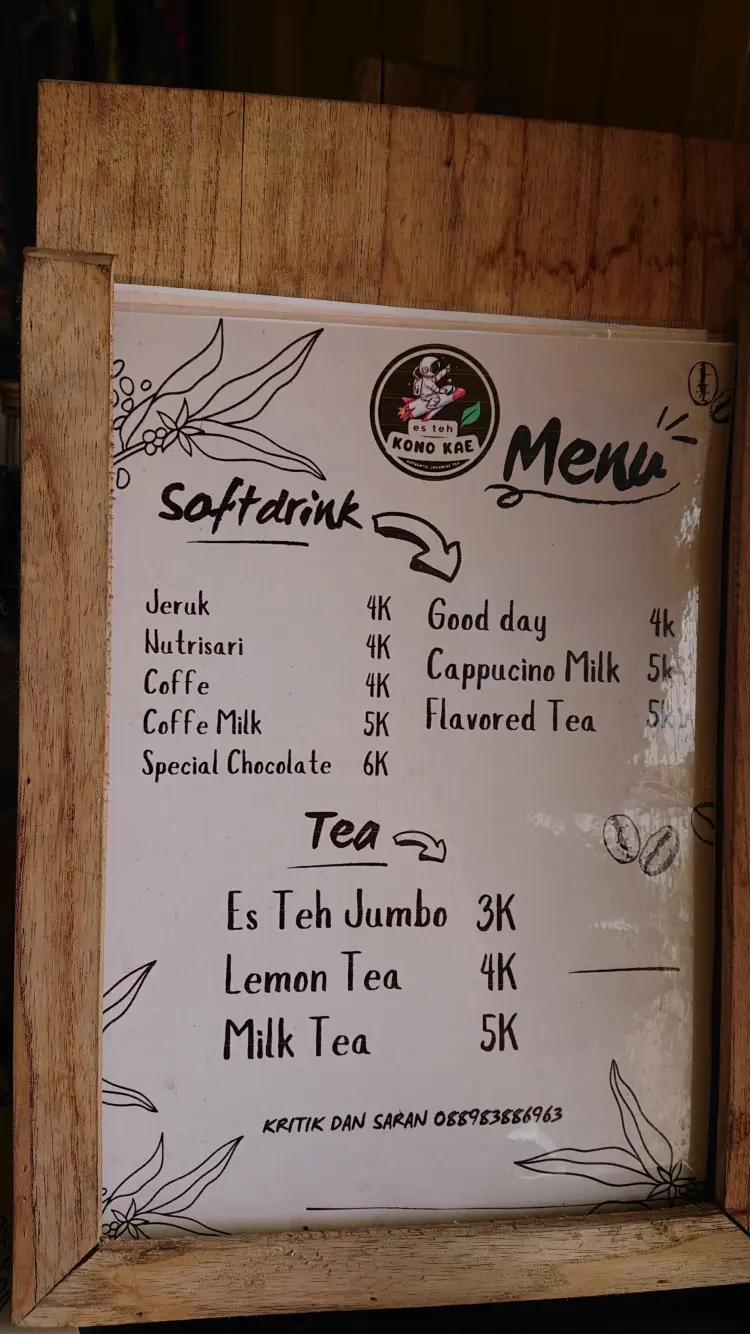 es teh
KONO KAE
Menu
Softdrink
Jeruk 4K
Nutrisari 4K
Coffe 4K
Coffe Milk 5K
Special Chocolate 6K
Good day 4k
Cappucino Milk 5k
Flavored Tea 5k
Tea
Es Teh Jumbo 3K
Lemon Tea 4K
Milk Tea 5K
KRITIK DAN SARAN 088983886963